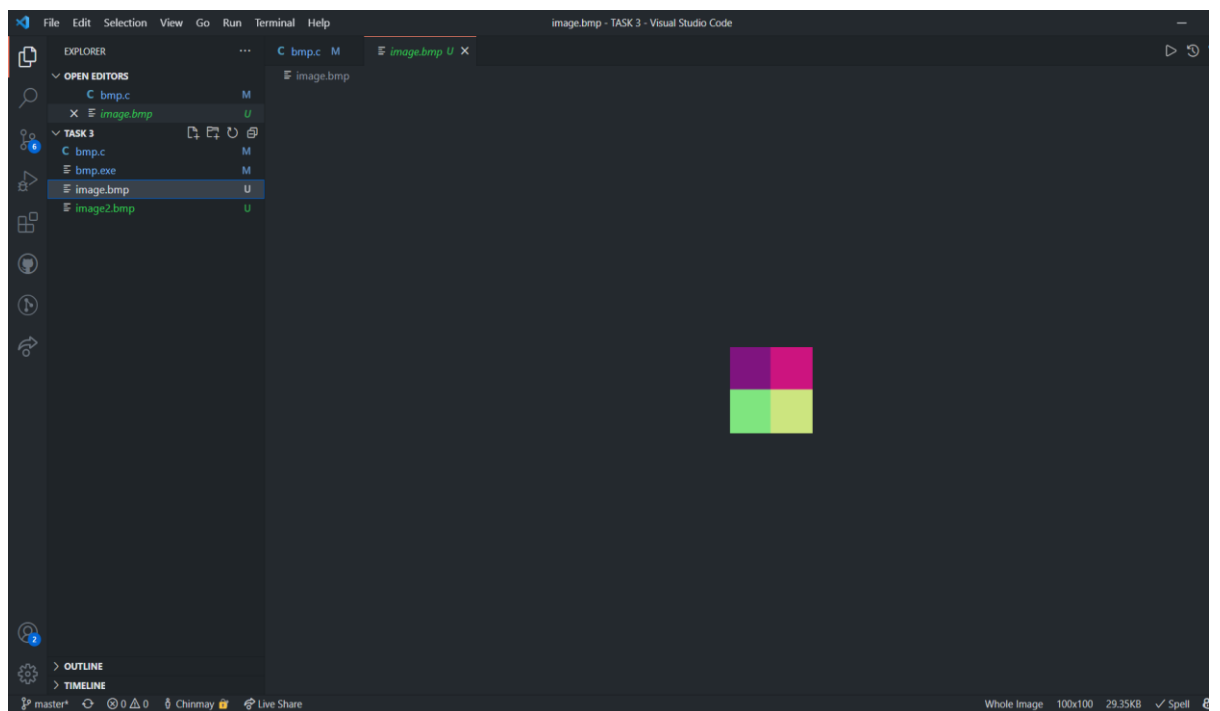 File Edit Selection View Go Run Terminal Help image.bmp - TASK 3 - Visual Studio Code
EXPLORER
C bmp.c M
image.bmp U
OPEN EDITORS
image.bmp
C bmp.c M
image.bmp U
TASK 3
6
C bmp.c M
bmp.exe M
image.bmp U
image2.bmp U
2
OUTLINE
TIMELINE
master* 0 0 Chinmay Live Share Whole Image 100x100 29.35KB Spell